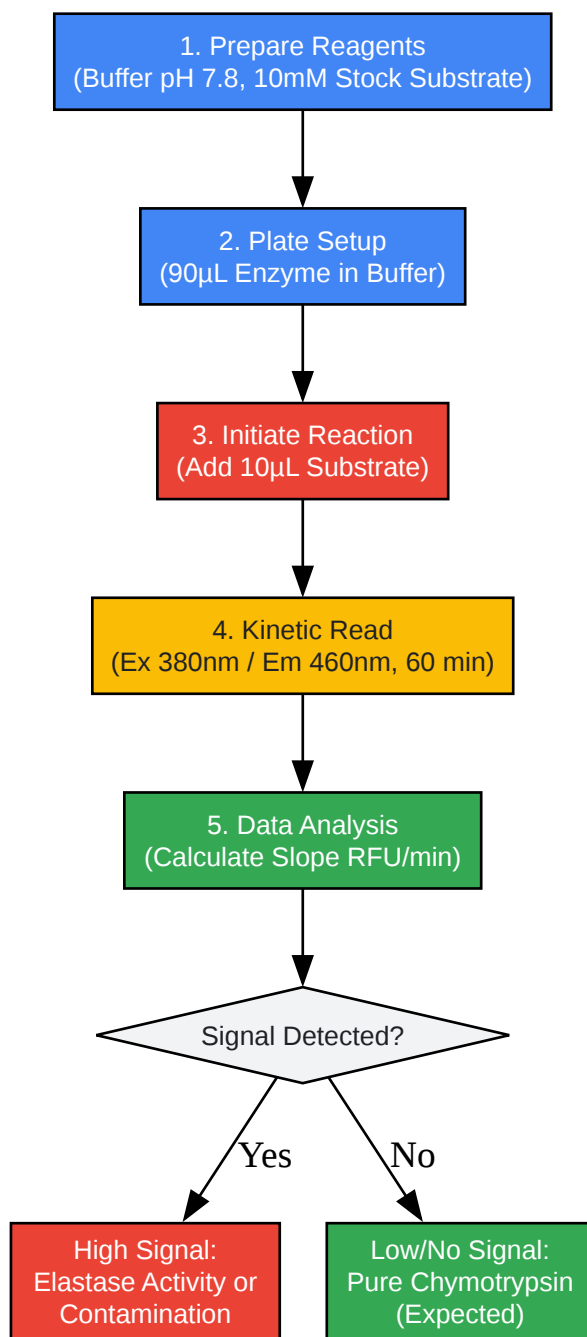 1. Prepare Reagents
(Buffer pH 7.8, 10mM Stock Substrate)
2. Plate Setup
(90µL Enzyme in Buffer)
3. Initiate Reaction
(Add 10µL Substrate)
4. Kinetic Read
(Ex 380nm / Em 460nm, 60 min)
5. Data Analysis
(Calculate Slope RFU/min)
Signal Detected?
Yes
No
High Signal:
Elastase Activity or
Contamination
Low/No Signal:
Pure Chymotrypsin
(Expected)